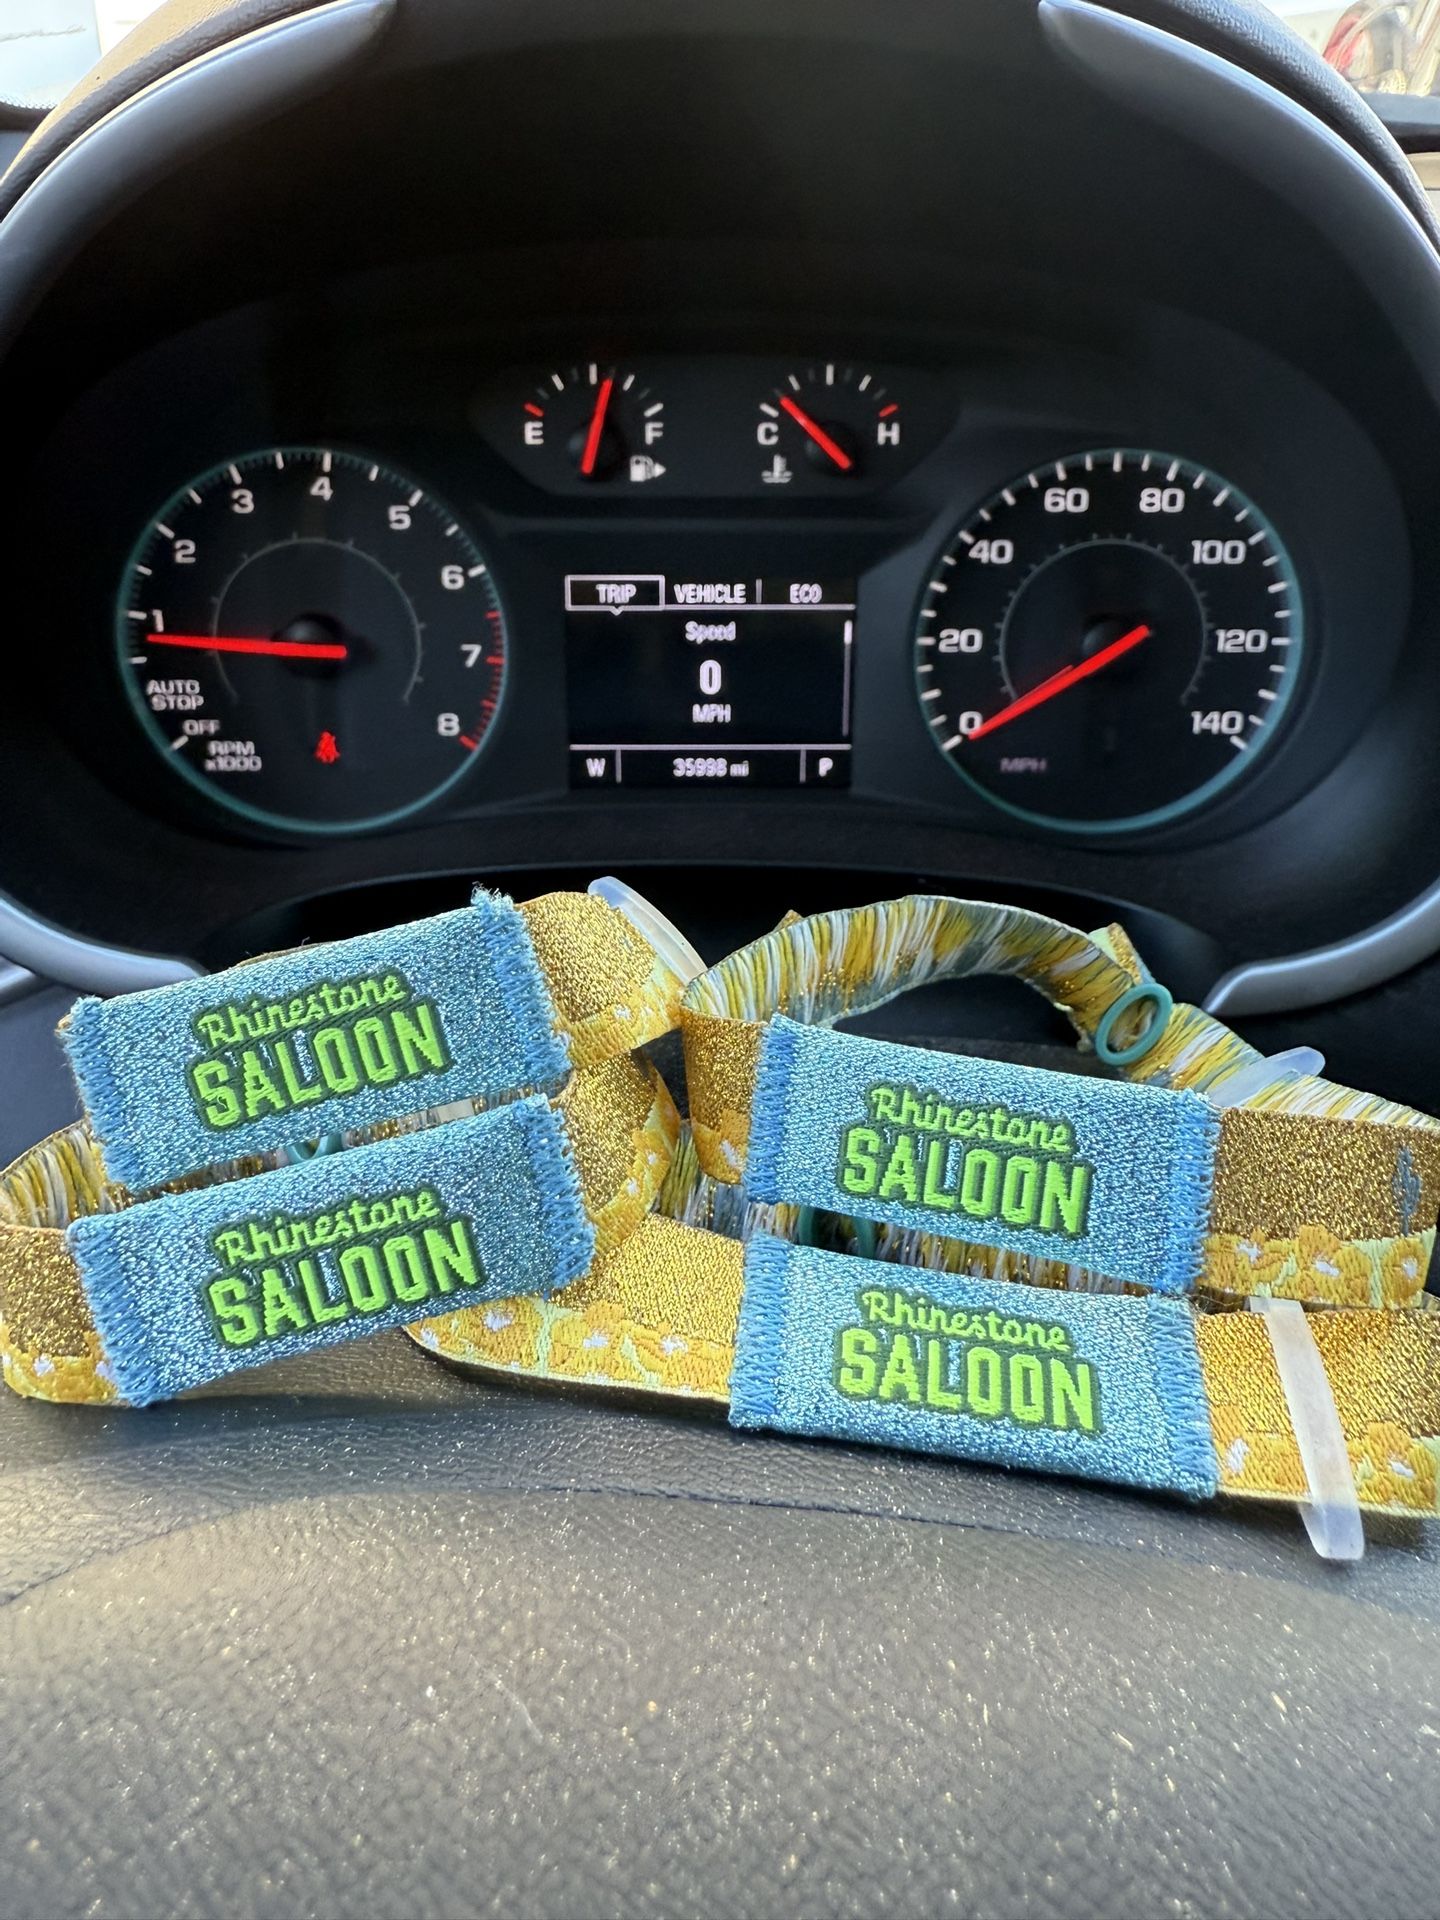 E F
C H
1 2 3 4 5 6 7 8
AUTO
STOP
OFF
RPM
x1000
TRIP VEHICLE ECO
Speed
0
MPH
W 35998 mi P
0 20 40 60 80 100 120 140
MPH
Rhinestone
SALOON
Rhinestone
SALOON
Rhinestone
SALOON
Rhinestone
SALOON